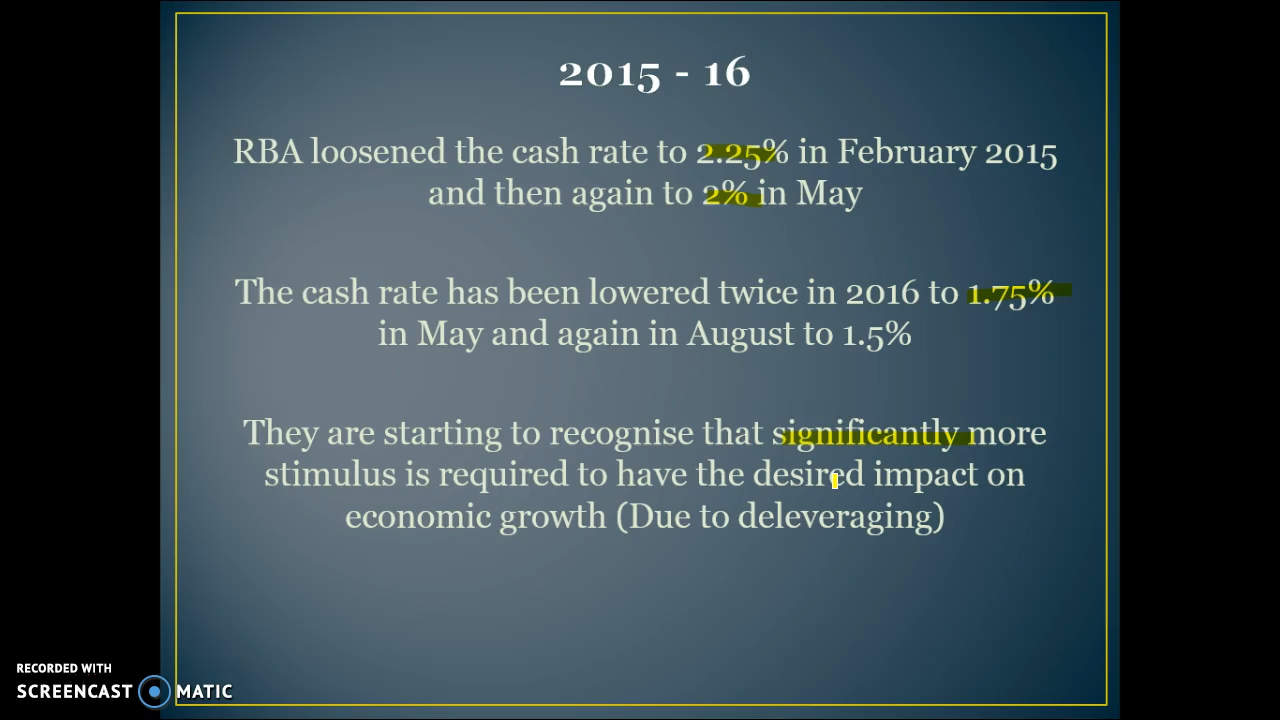 2015 - 16
RBA loosened the cash rate to 2.25% in February 2015
and then again to 2% in May
The cash rate has been lowered twice in 2016 to 1.75%
in May and again in August to 1.5%
They are starting to recognise that significantly more
stimulus is required to have the desired impact on
economic growth (Due to deleveraging)
RECORDED WITH
SCREENCAST MATIC